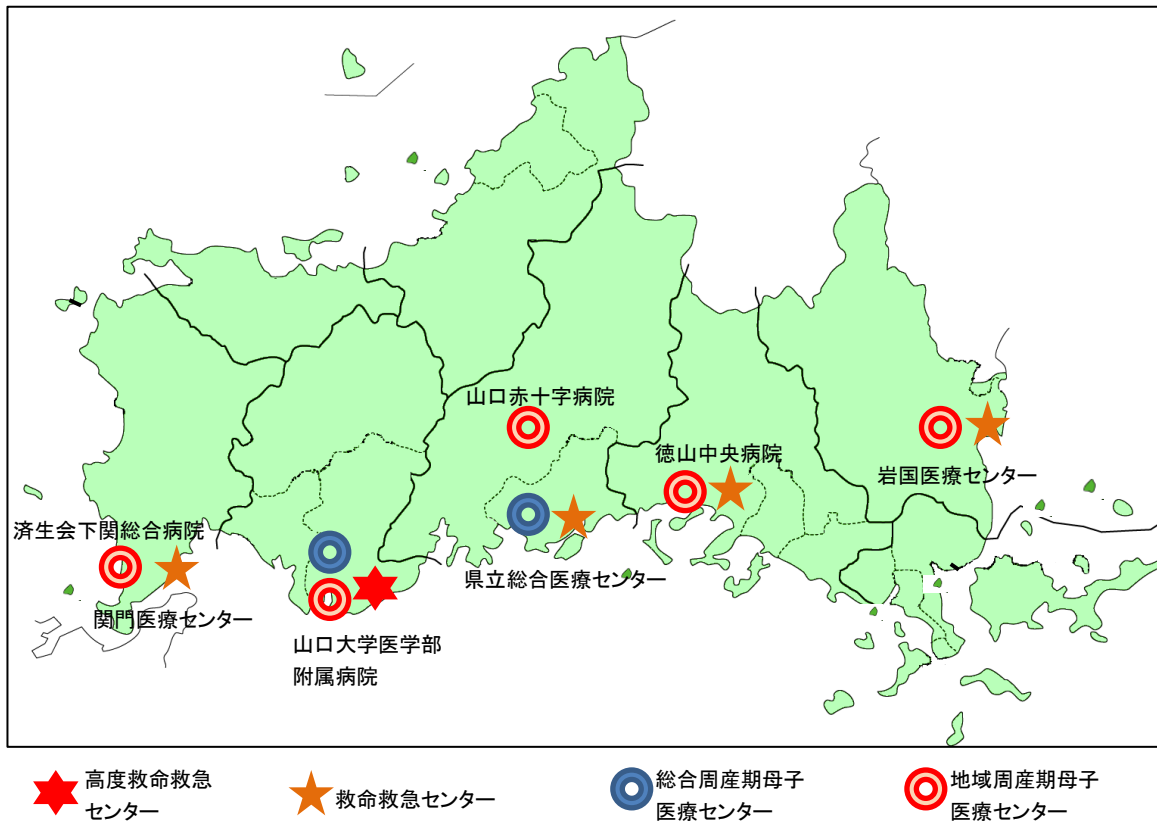 山口赤十字病院
徳山中央病院
岩国医療センター
済生会下関総合病院
県立総合医療センター
関門医療センター
山口大学医学部
附属病院
高度救命救急
センター
救命救急センター
総合周産期母子
医療センター
地域周産期母子
医療センター